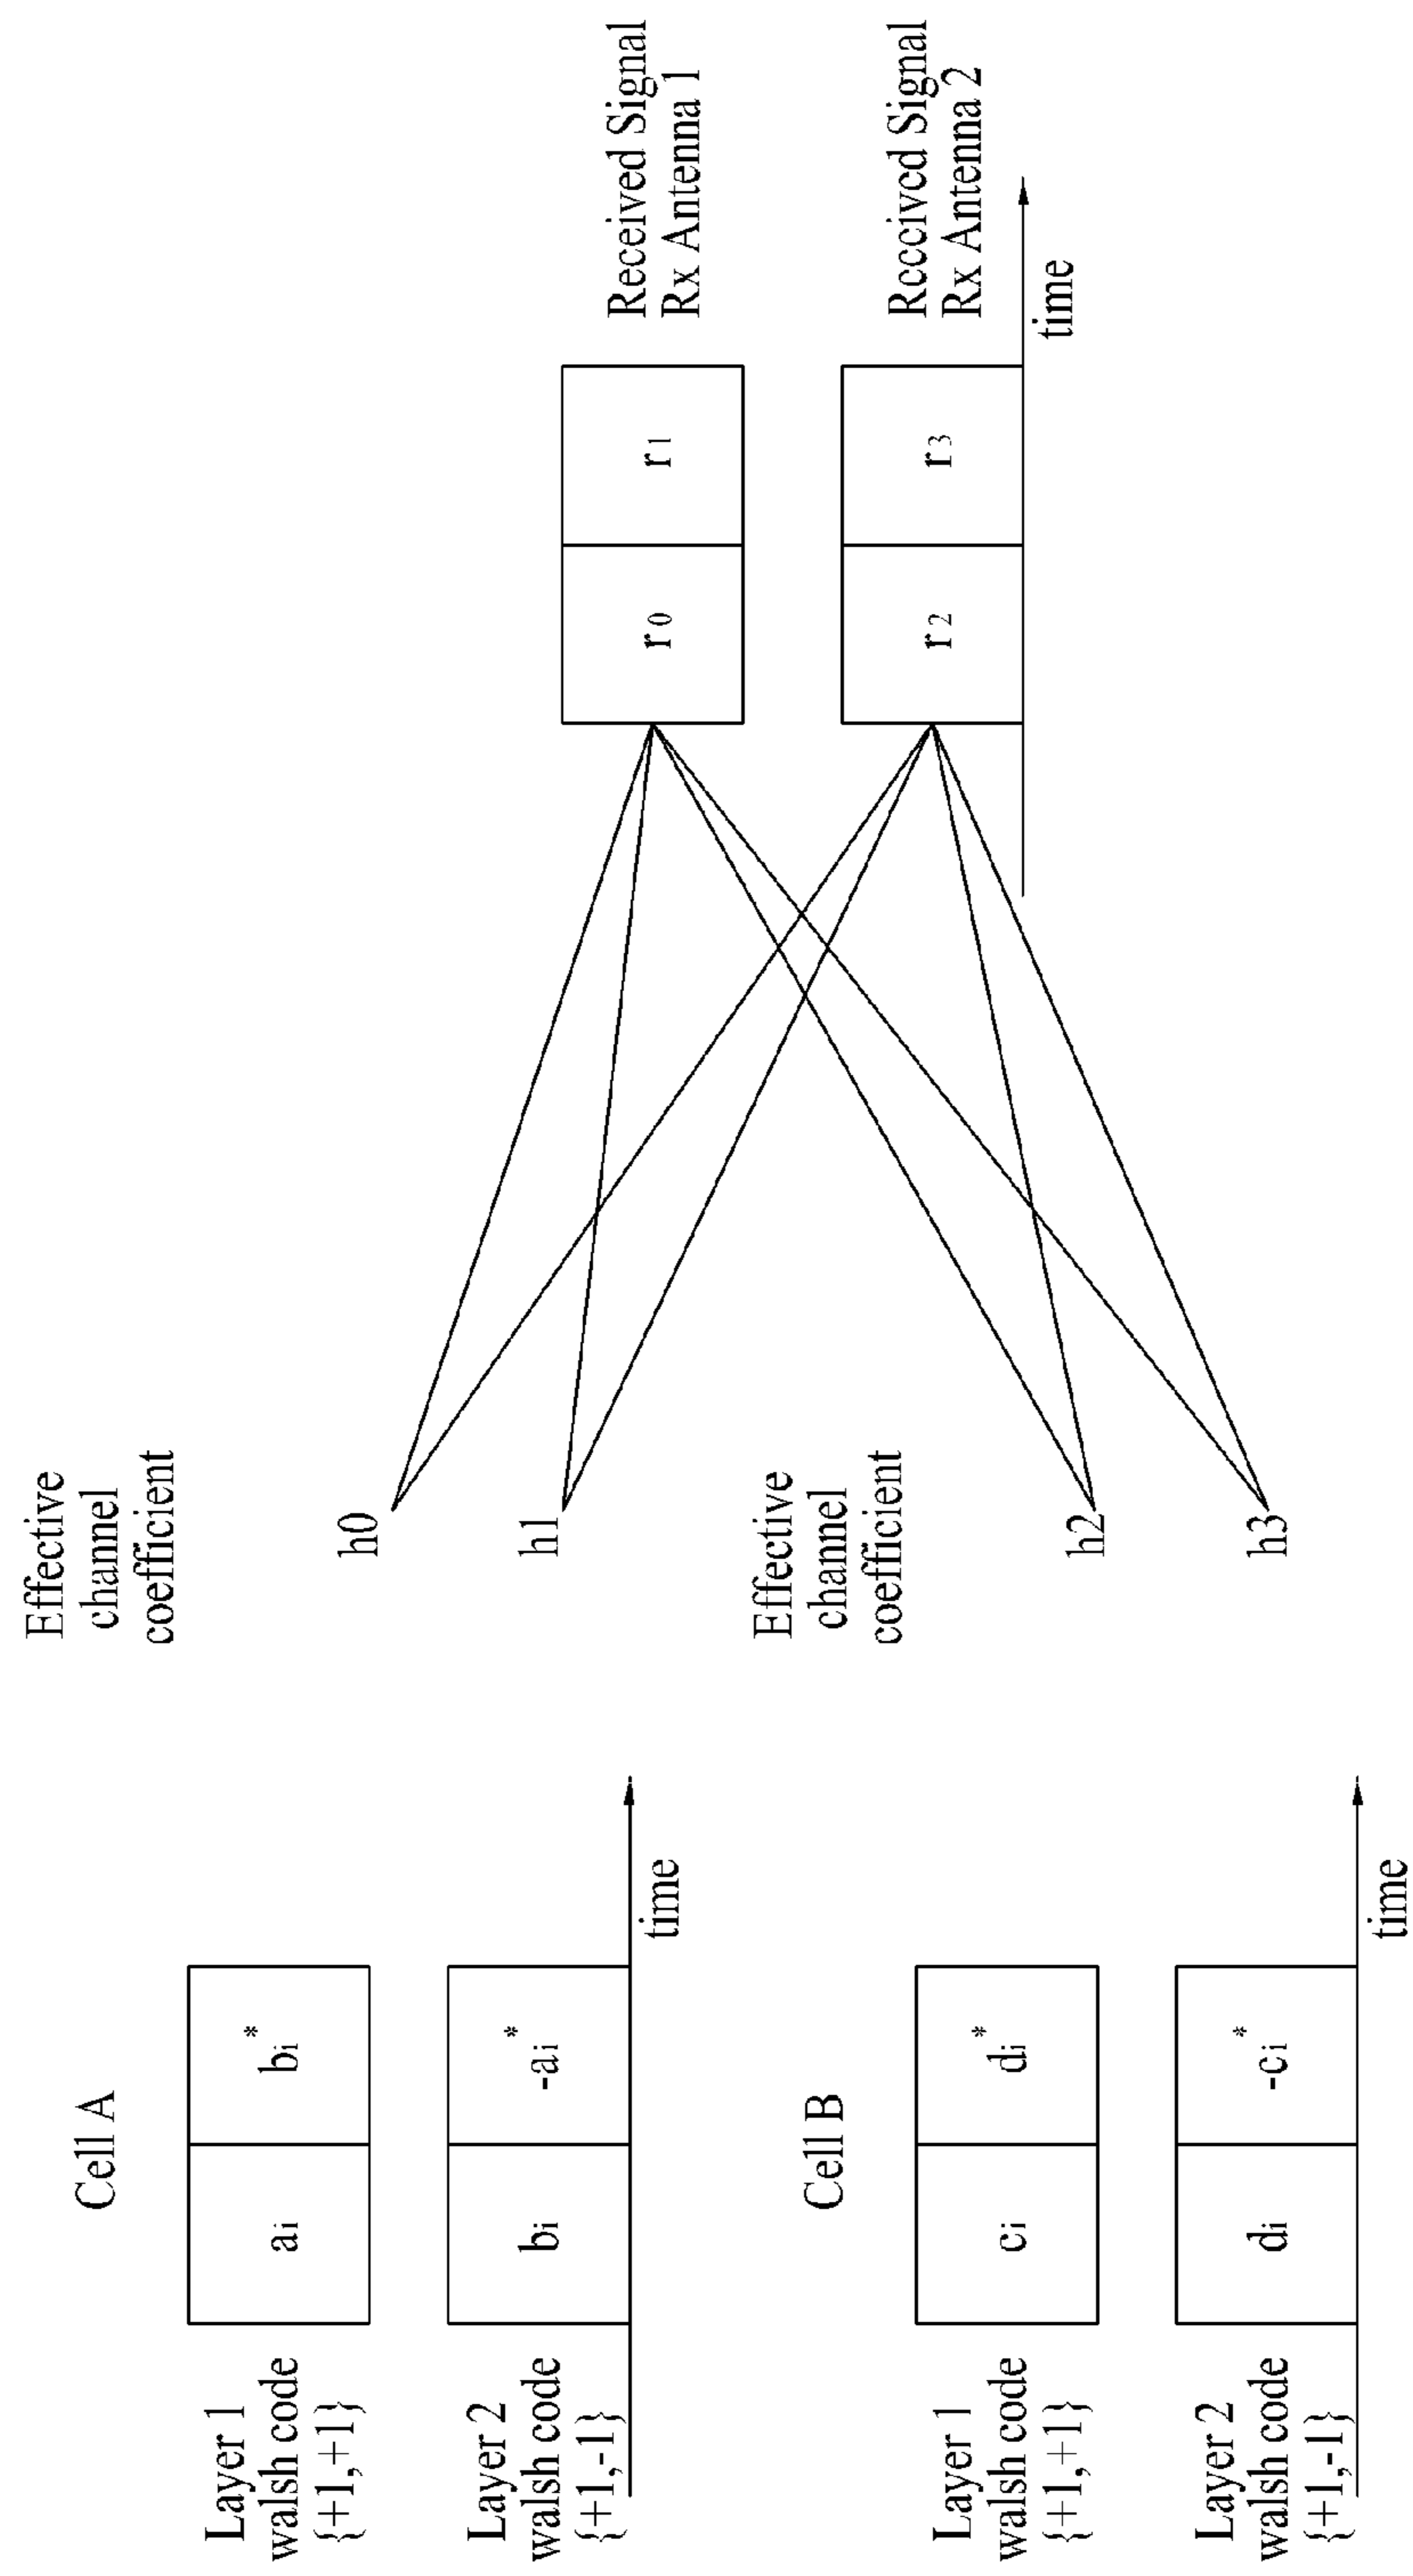 Cell A
Layer 1
walsh code
{+1,+1}
ai
bi*
Layer 2
walsh code
{+1,-1}
bi
-ai*
time
Effective
channel
coefficient
h0
h1
Cell B
Layer 1
walsh code
{+1,+1}
ci
di*
Layer 2
walsh code
{+1,-1}
di
-ci*
time
Effective
channel
coefficient
h2
h3
r0
r1
Received Signal
Rx Antenna 1
r2
r3
Received Signal
Rx Antenna 2
time